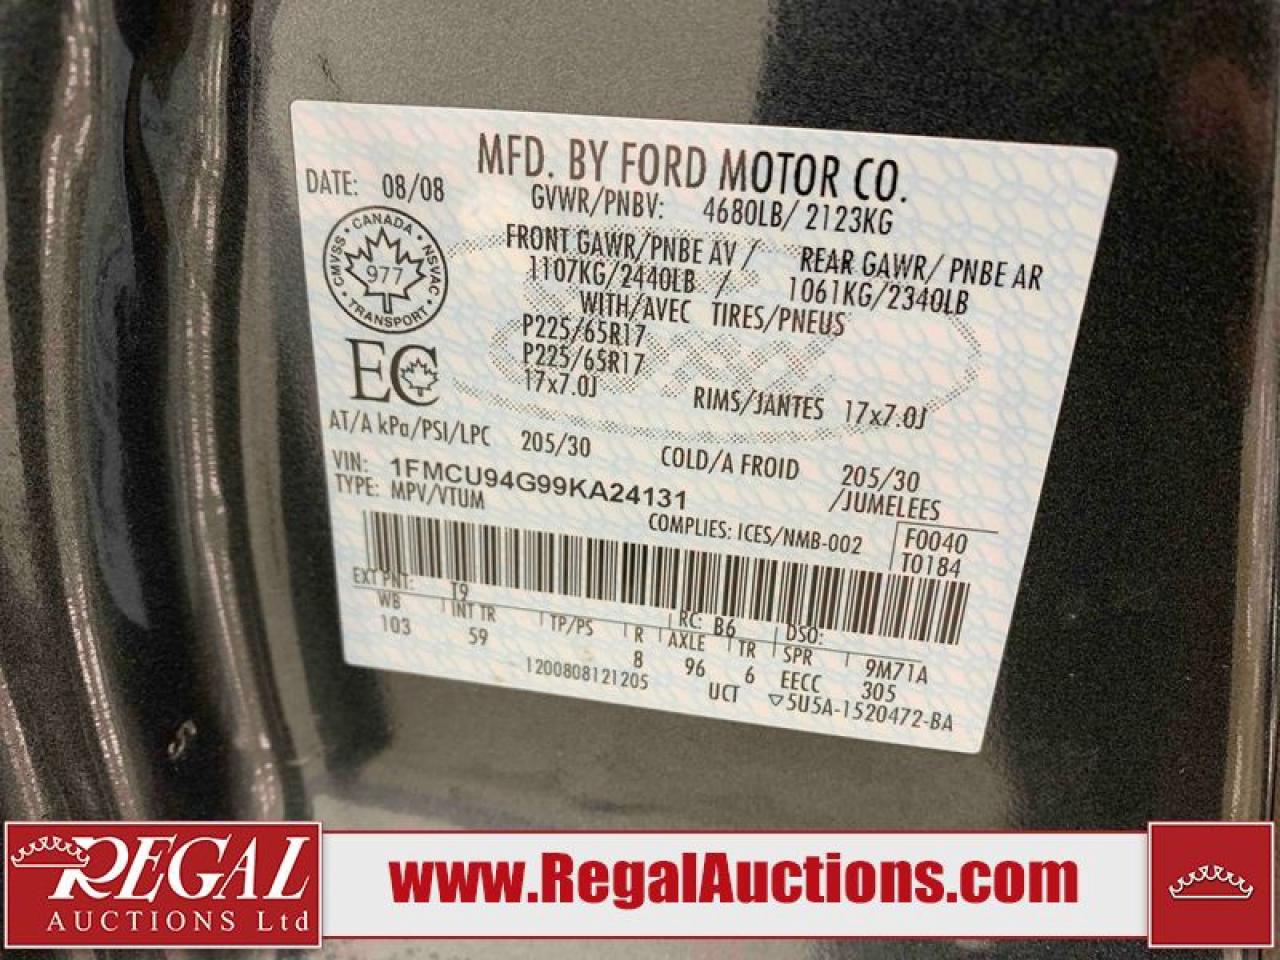 MFD. BY FORD MOTOR CO.
DATE: 08/08
GVWR/PNBV: 4680LB/ 2123KG
FRONT GAWR/PNBE AV / REAR GAWR/ PNBE AR
1107KG/2440LB / 1061KG/2340LB
WITH/AVEC TIRES/PNEUS
P225/65R17
P225/65R17
17x7.0J RIMS/JANTES 17x7.0J
CANADA
CMVSS NSVAC
977
TRANSPORT
EC
AT/A kPa/PSI/LPC 205/30 COLD/A FROID 205/30
VIN: 1FMCU94G99KA24131 /JUMELEES
TYPE: MPV/VTUM
COMPLIES: ICES/NMB-002 F0040
T0184
EXT PNT: T9 RC: B6 DSO:
WB INT TR TP/PS R AXLE TR SPR 9M71A
103 59 8 96 6 EECC 305
1200808121205 UCT 5U5A-1520472-BA
REGAL
AUCTIONS Ltd
www.RegalAuctions.com